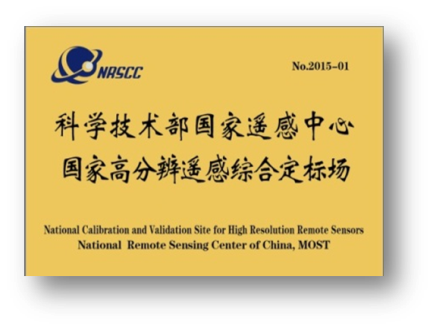 NRSCC
No.2015-01
科学技术部国家遥感中心
国家高分辨遥感综合定标场
National Calibration and Validation Site for High Resolution Remote Sensors
National Remote Sensing Center of China, MOST